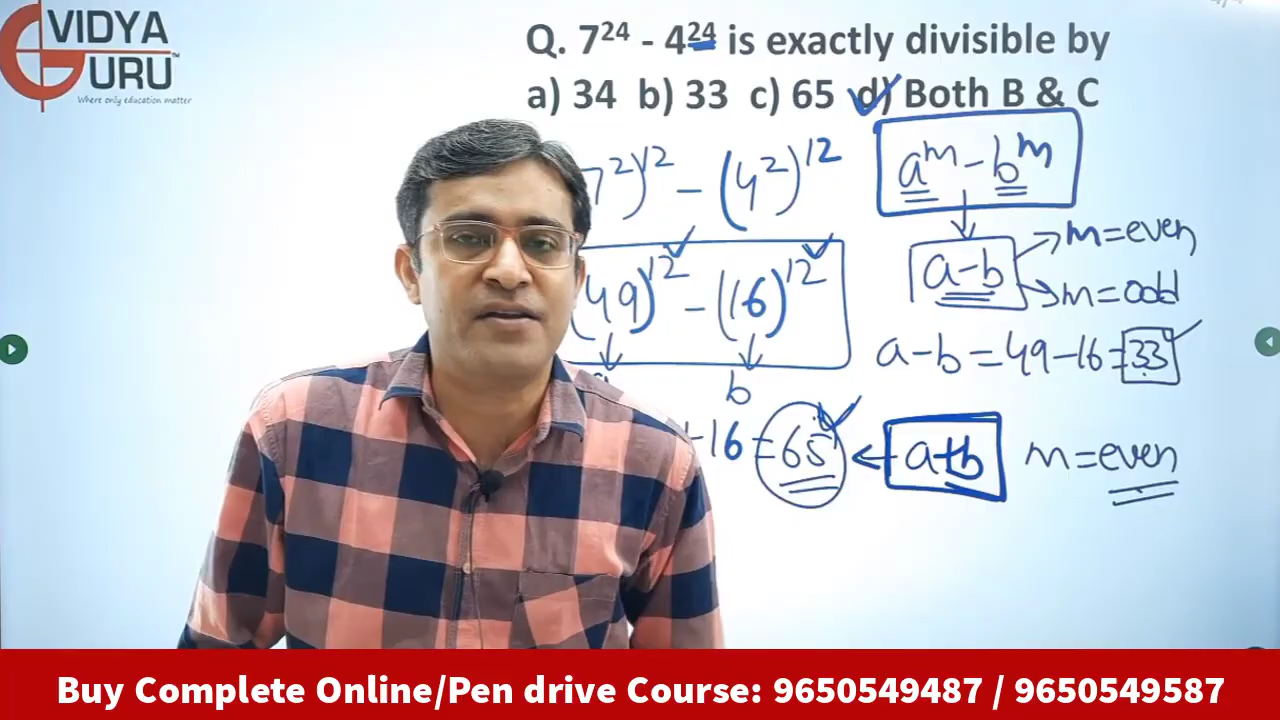 VIDYA
GURU
TM
Where only education matter
Q. 7²⁴ - 4²⁴ is exactly divisible by
a) 34 b) 33 c) 65 d) Both B & C
7²)¹² - (4²)¹²
(49)¹² - (16)¹²
b
+16 = 65
aᵐ - bᵐ
a-b
m=even
m=odd
a-b = 49-16 = 33
a+b m=even
Buy Complete Online/Pen drive Course: 9650549487 / 9650549587